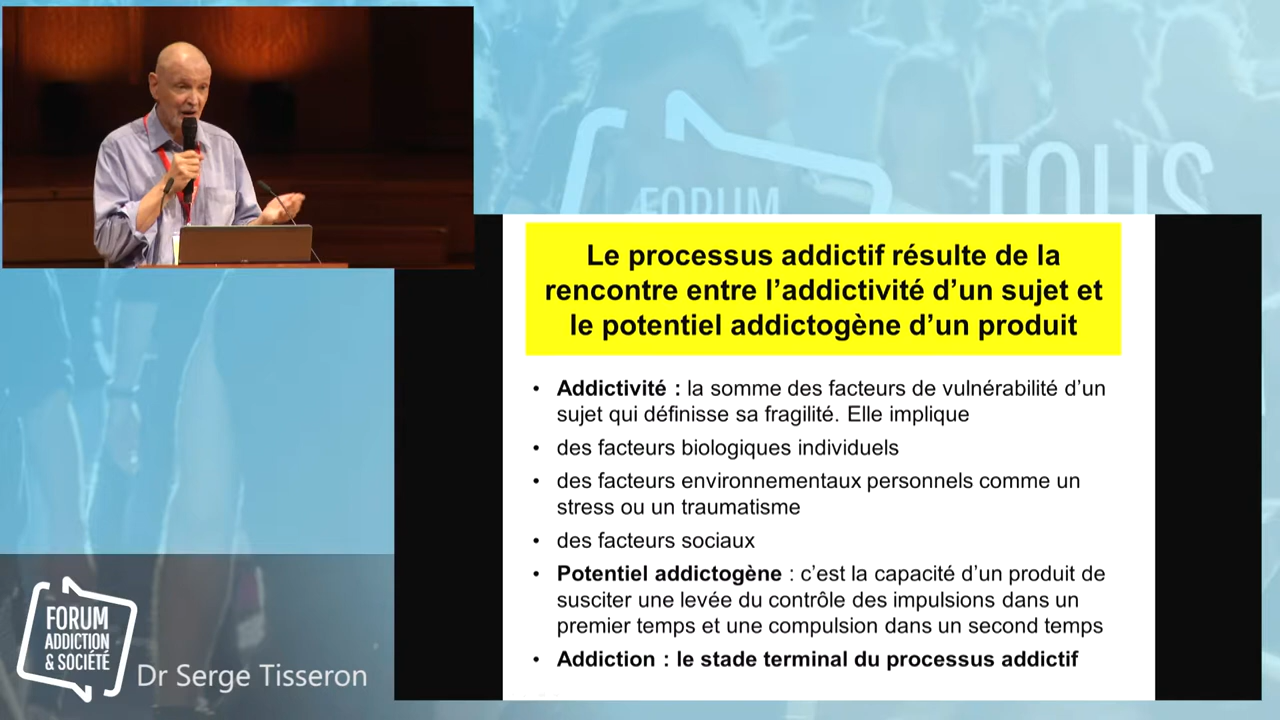 FORUM
TOUS
Le processus addictif résulte de la
rencontre entre l’addictivité d’un sujet et
le potentiel addictogène d’un produit
• Addictivité : la somme des facteurs de vulnérabilité d’un
sujet qui définisse sa fragilité. Elle implique
• des facteurs biologiques individuels
• des facteurs environnementaux personnels comme un
stress ou un traumatisme
• des facteurs sociaux
• Potentiel addictogène : c’est la capacité d’un produit de
susciter une levée du contrôle des impulsions dans un
premier temps et une compulsion dans un second temps
• Addiction : le stade terminal du processus addictif
FORUM
ADDICTION
& SOCIÉTÉ
Dr Serge Tisseron